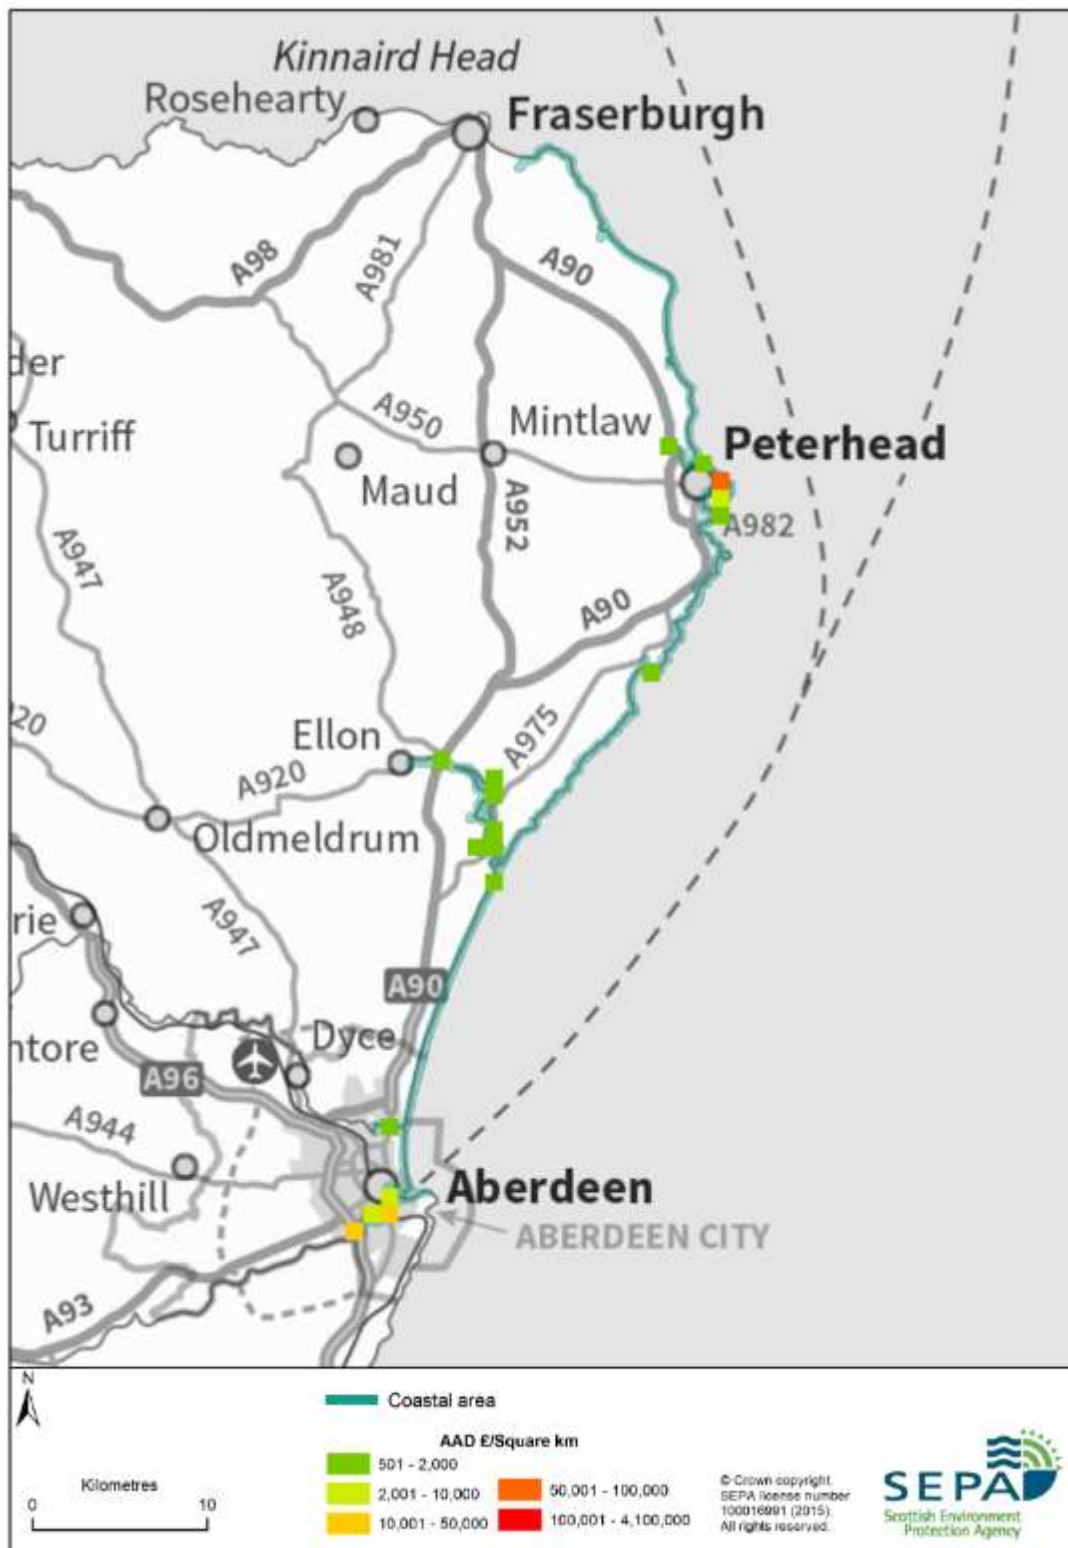 Kinnaird Head
Rosehearty
Fraserburgh
A98
A981
A90
der
Turriff
A950
Mintlaw
Maud
Peterhead
A952
A982
A947
A948
A90
20
Ellon
A975
A920
Oldmeldrum
rie
A947
A90
ntore
Dyce
A96
A944
Westhill
Aberdeen
ABERDEEN CITY
A93
N
Kilometres
0 10
Coastal area
AAD £/Square km
501 - 2,000
2,001 - 10,000
10,001 - 50,000
50,001 - 100,000
100,001 - 4,100,000
© Crown copyright.
SEPA license number
100016991 (2015).
All rights reserved.
SEPA
Scottish Environment
Protection Agency